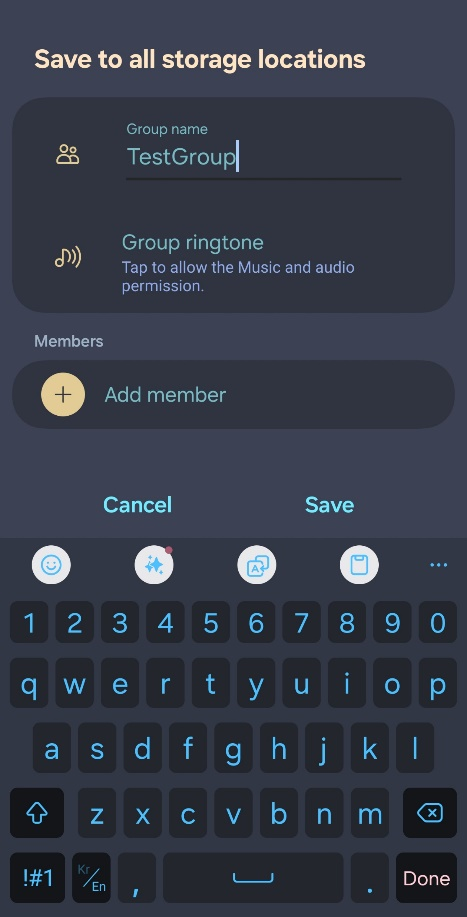 Save to all storage locations
Group name
TestGroup
Group ringtone
Tap to allow the Music and audio
permission.
Members
Add member
Cancel Save
A
1 2 3 4 5 6 7 8 9 0
q w e r t y u i o p
a s d f g h j k l
z x c v b n m
!#1 Kr/En , . Done